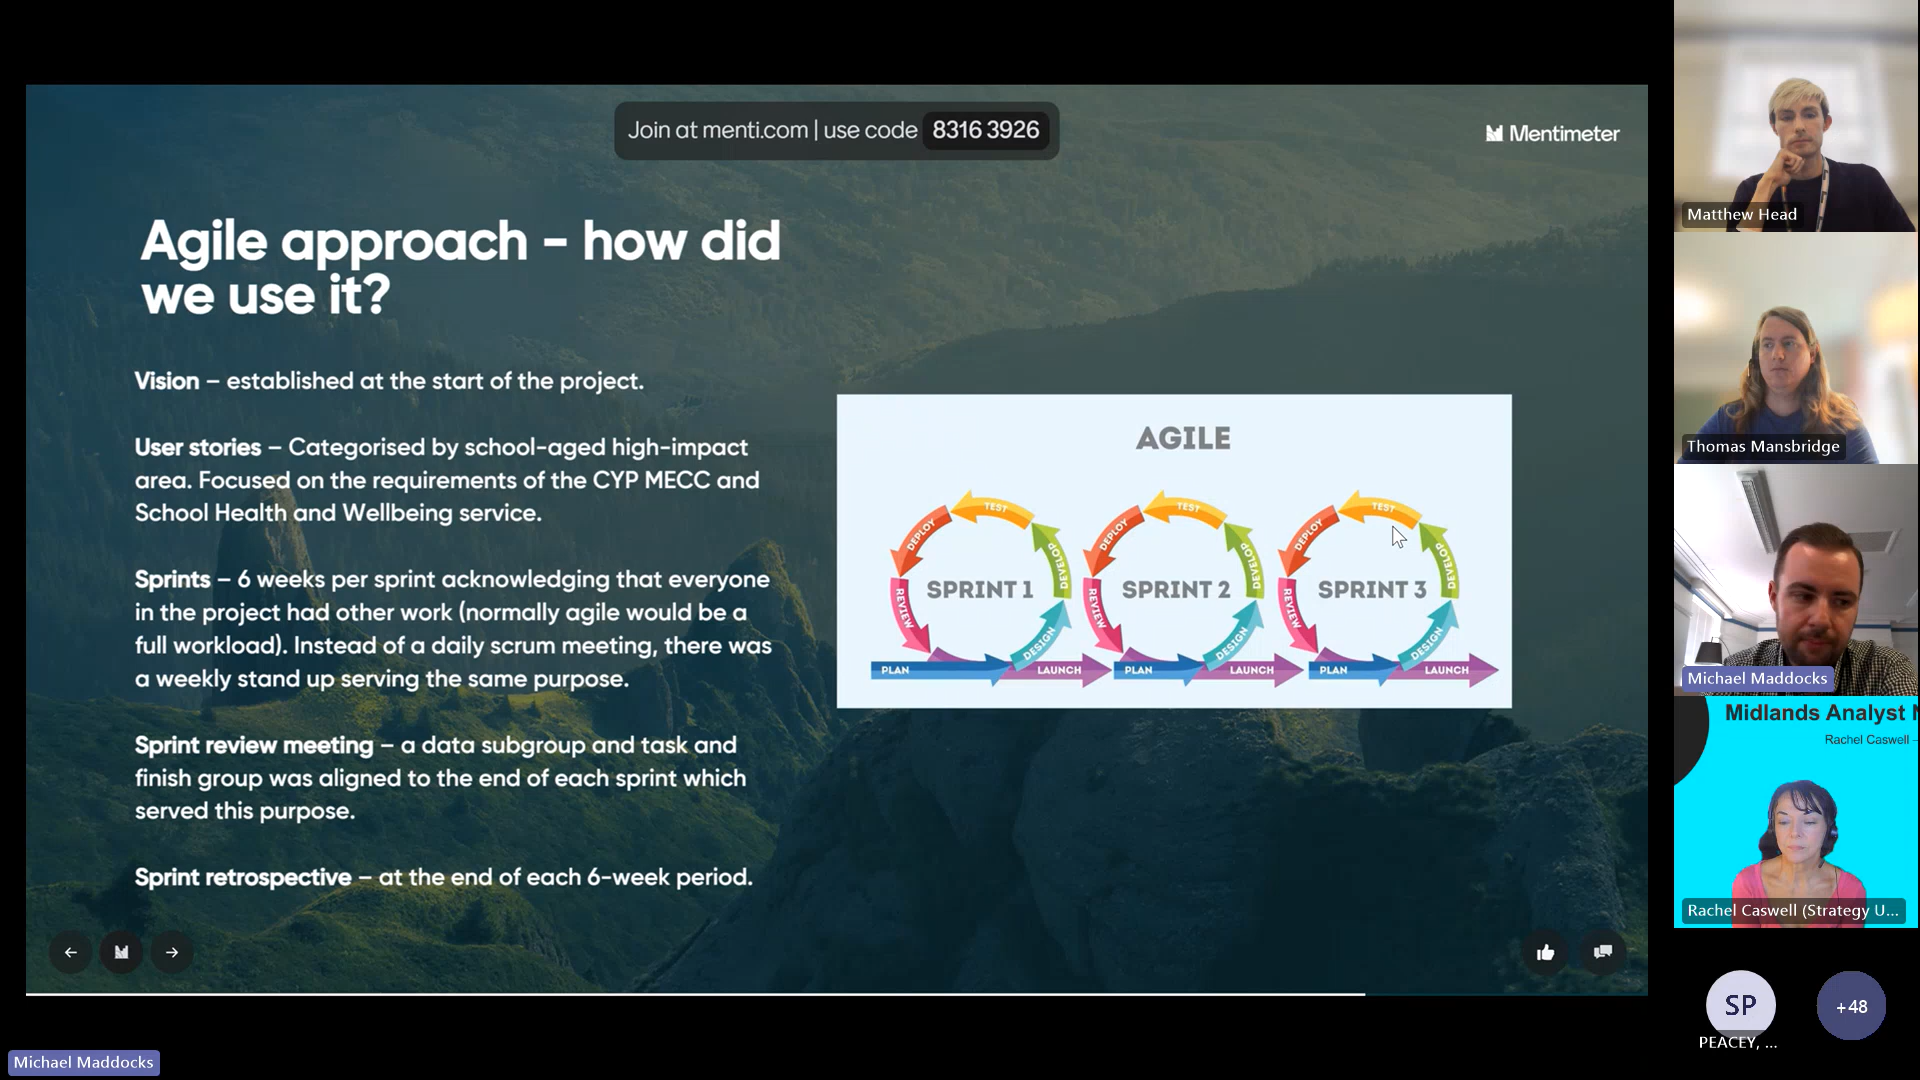 Join at menti.com | use code 8316 3926
Mentimeter
Agile approach – how did
we use it?
Vision – established at the start of the project.
User stories – Categorised by school-aged high-impact
area. Focused on the requirements of the CYP MECC and
School Health and Wellbeing service.
Sprints – 6 weeks per sprint acknowledging that everyone
in the project had other work (normally agile would be a
full workload). Instead of a daily scrum meeting, there was
a weekly stand up serving the same purpose.
Sprint review meeting – a data subgroup and task and
finish group was aligned to the end of each sprint which
served this purpose.
Sprint retrospective – at the end of each 6-week period.
AGILE
PLAN
DESIGN
DEVELOP
TEST
DEPLOY
REVIEW
LAUNCH
SPRINT 1
PLAN
DESIGN
DEVELOP
TEST
DEPLOY
REVIEW
LAUNCH
SPRINT 2
PLAN
DESIGN
DEVELOP
TEST
DEPLOY
REVIEW
LAUNCH
SPRINT 3
Matthew Head
Thomas Mansbridge
Michael Maddocks
Midlands Analyst
Rachel Caswell –
Rachel Caswell (Strategy U...
SP
PEACEY, ...
+48
Michael Maddocks